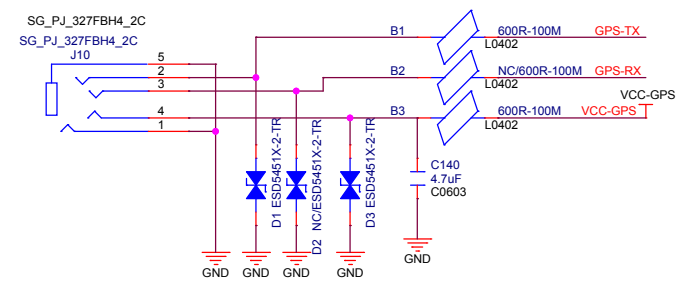 SG_PJ_327FBH4_2C
SG_PJ_327FBH4_2C
J10
5
2
3
4
1
B1 600R-100M GPS-TX
L0402
B2 NC/600R-100M GPS-RX
L0402
VCC-GPS
B3 600R-100M VCC-GPS
L0402
D1 ESD5451X-2-TR
D2 NC/ESD5451X-2-TR
D3 ESD5451X-2-TR
C140
4.7uF
C0603
GND
GND GND GND GND